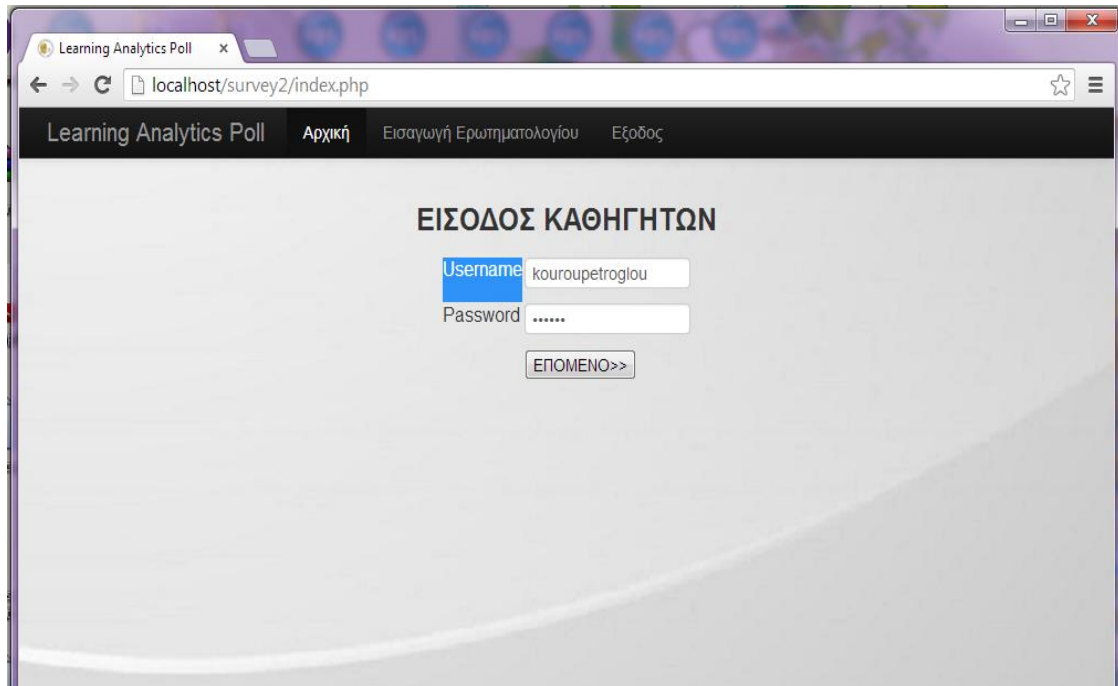 Learning Analytics Poll
localhost/survey2/index.php
Learning Analytics Poll Αρχική Εισαγωγή Ερωτηματολογίου Εξοδος
ΕΙΣΟΔΟΣ ΚΑΘΗΓΗΤΩΝ
Username kouroupetroglou
Password ••••••
ΕΠΟΜΕΝΟ>>